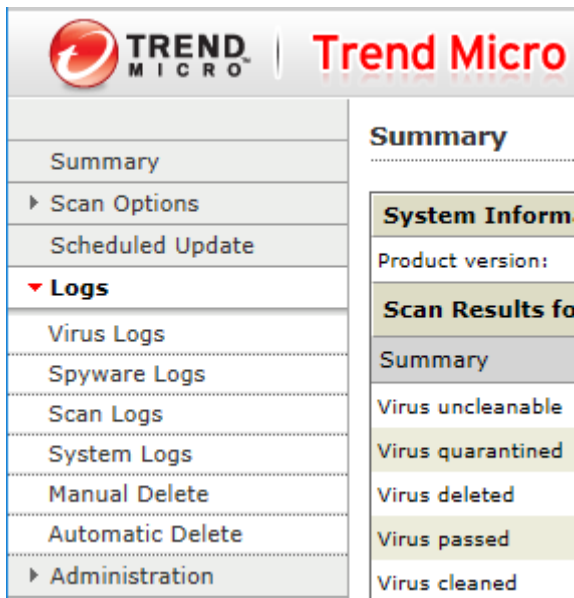 TREND MICRO™
Trend Micro
Summary
Scan Options
Scheduled Update
Logs
Virus Logs
Spyware Logs
Scan Logs
System Logs
Manual Delete
Automatic Delete
Administration
Summary
System Informa
Product version:
Scan Results fo
Summary
Virus uncleanable
Virus quarantined
Virus deleted
Virus passed
Virus cleaned